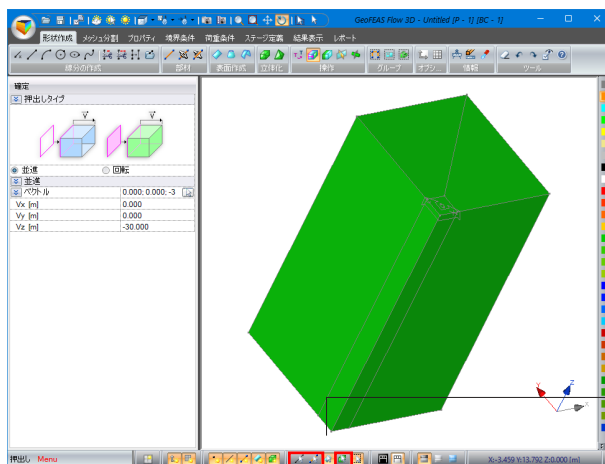 GeoFEAS Flow 3D - Untitled [P - 1] [BC - 1]
形状作成 メッシュ分割 プロパティ 境界条件 荷重条件 ステージ定義 結果表示 レポート
線分の作成 部材 表面作成 立体化 操作 グループ オプシ... 情報 ツール
確定
押出しタイプ
V V
並進 回転
並進
ベクトル 0.000; 0.000; -3
Vx [m] 0.000
Vy [m] 0.000
Vz [m] -30.000
Z
押出し Menu X:-3.459 Y:13.792 Z:0.000 [m]